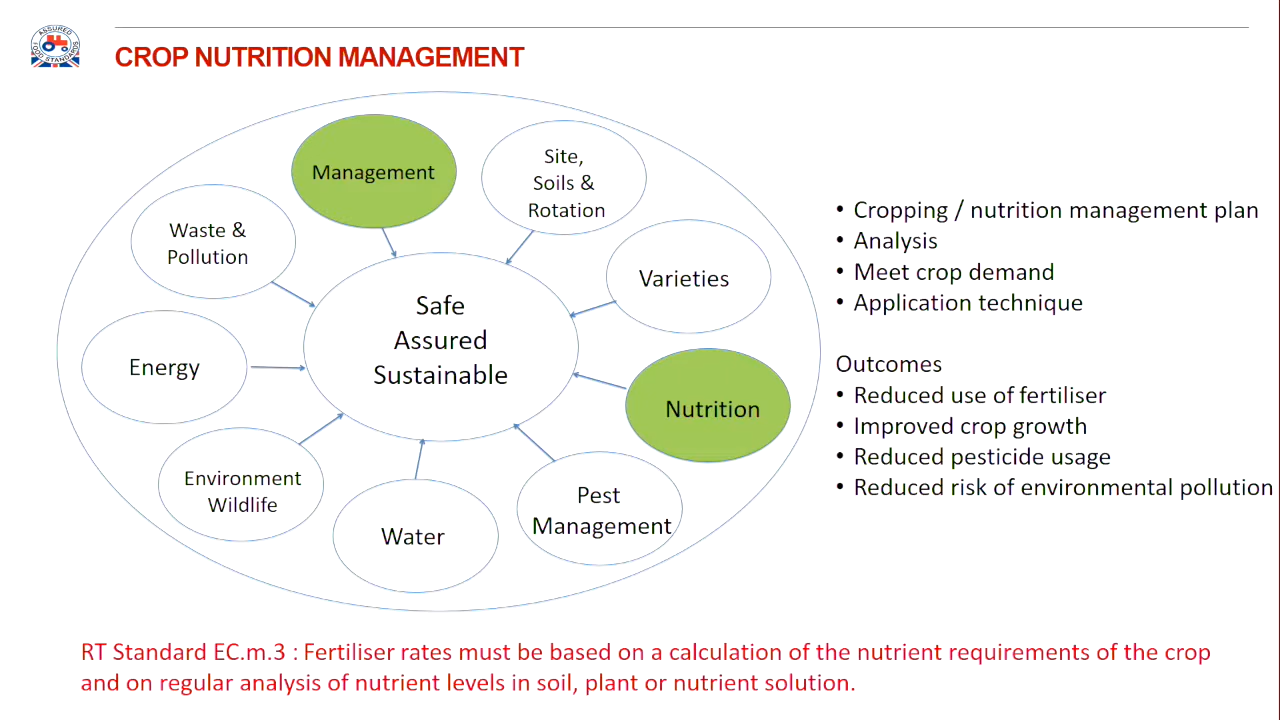 ASSURED
FOOD STANDARDS
CROP NUTRITION MANAGEMENT
Management
Site,
Soils &
Rotation
Waste &
Pollution
Varieties
Safe
Assured
Sustainable
Energy
Nutrition
Environment
Wildlife
Pest
Management
Water
• Cropping / nutrition management plan
• Analysis
• Meet crop demand
• Application technique
Outcomes
• Reduced use of fertiliser
• Improved crop growth
• Reduced pesticide usage
• Reduced risk of environmental pollution
RT Standard EC.m.3 : Fertiliser rates must be based on a calculation of the nutrient requirements of the crop
and on regular analysis of nutrient levels in soil, plant or nutrient solution.